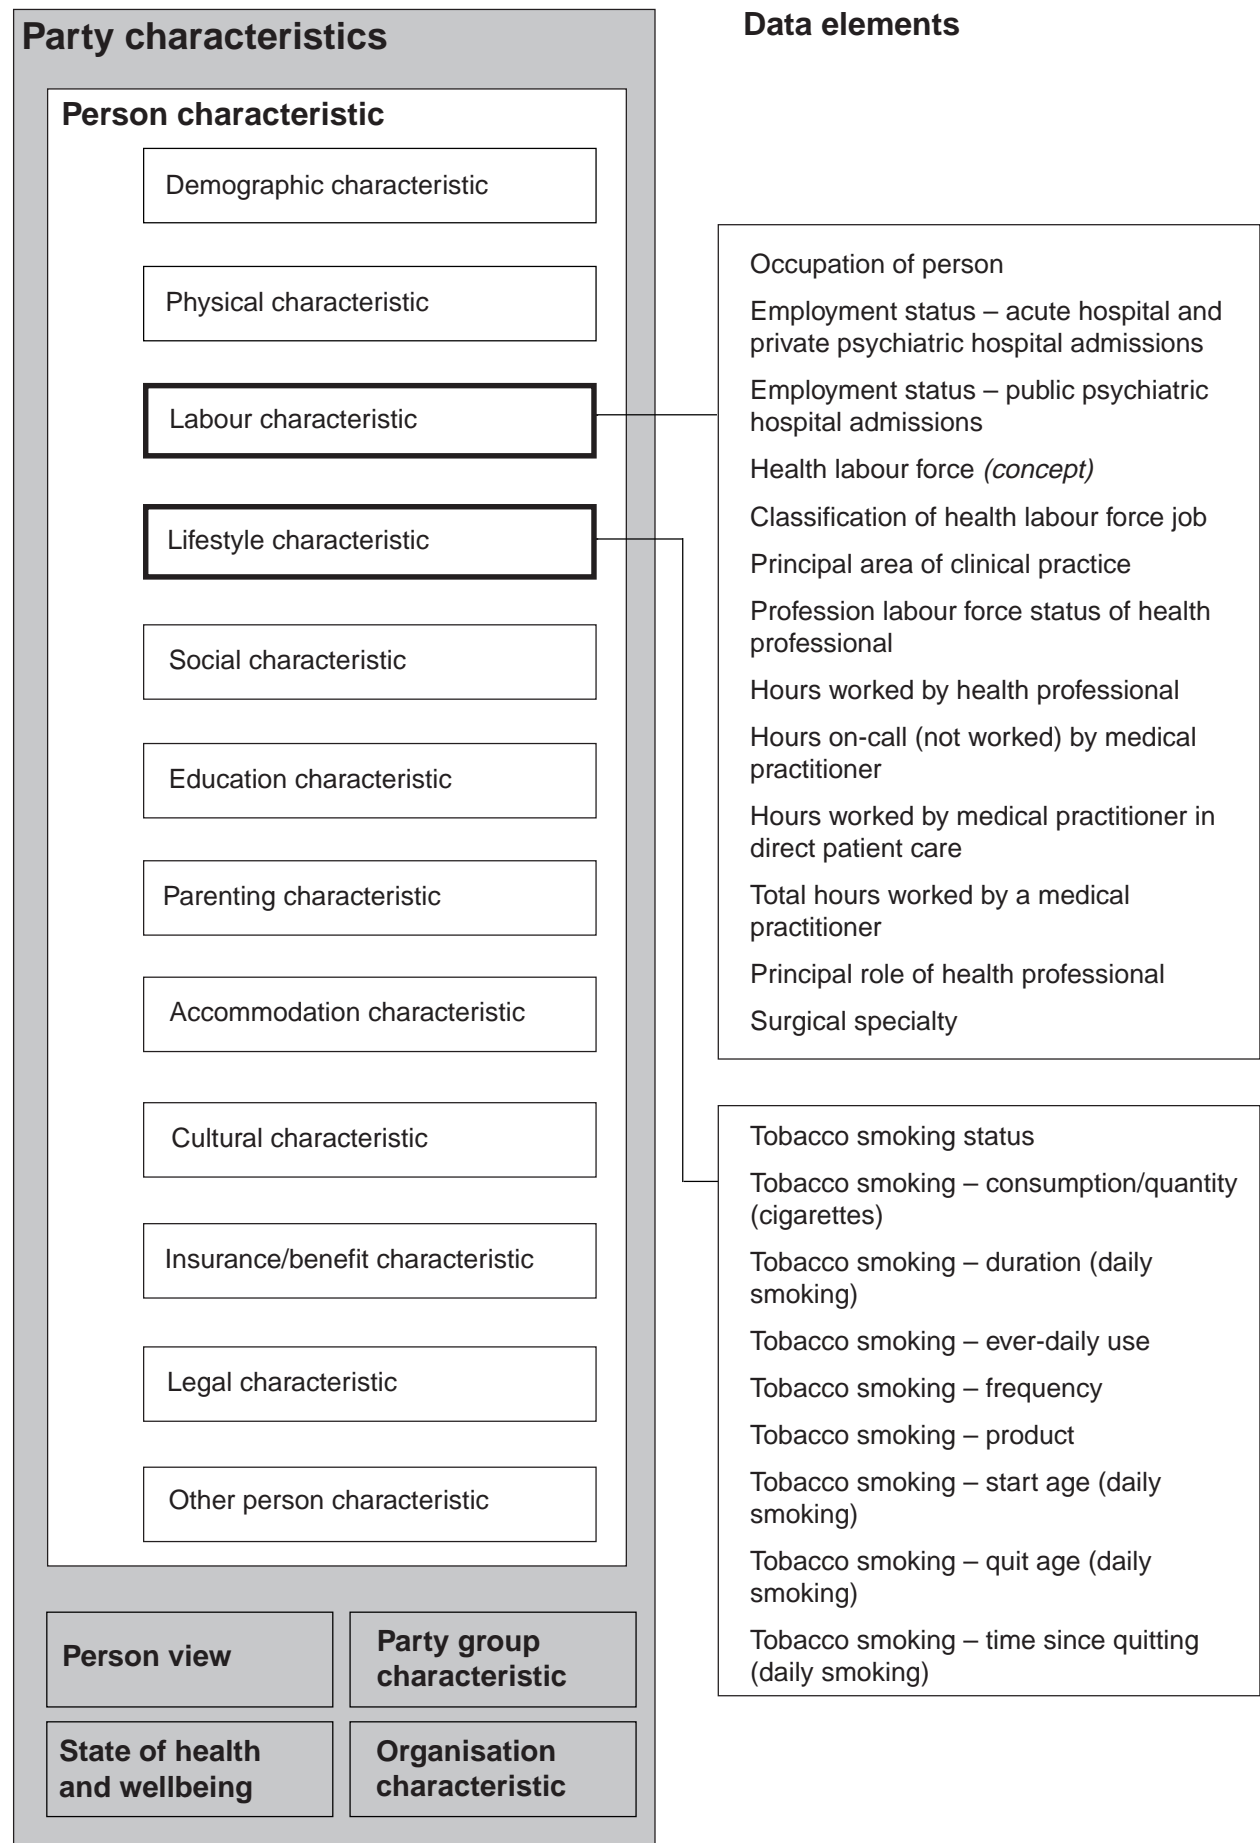 Party characteristics
Person characteristic
Demographic characteristic
Physical characteristic
Labour characteristic
Lifestyle characteristic
Social characteristic
Education characteristic
Parenting characteristic
Accommodation characteristic
Cultural characteristic
Insurance/benefit characteristic
Legal characteristic
Other person characteristic
Person view
Party group
characteristic
State of health
and wellbeing
Organisation
characteristic
Data elements
Occupation of person
Employment status – acute hospital and
private psychiatric hospital admissions
Employment status – public psychiatric
hospital admissions
Health labour force (concept)
Classification of health labour force job
Principal area of clinical practice
Profession labour force status of health
professional
Hours worked by health professional
Hours on-call (not worked) by medical
practitioner
Hours worked by medical practitioner in
direct patient care
Total hours worked by a medical
practitioner
Principal role of health professional
Surgical specialty
Tobacco smoking status
Tobacco smoking – consumption/quantity
(cigarettes)
Tobacco smoking – duration (daily
smoking)
Tobacco smoking – ever-daily use
Tobacco smoking – frequency
Tobacco smoking – product
Tobacco smoking – start age (daily
smoking)
Tobacco smoking – quit age (daily
smoking)
Tobacco smoking – time since quitting
(daily smoking)